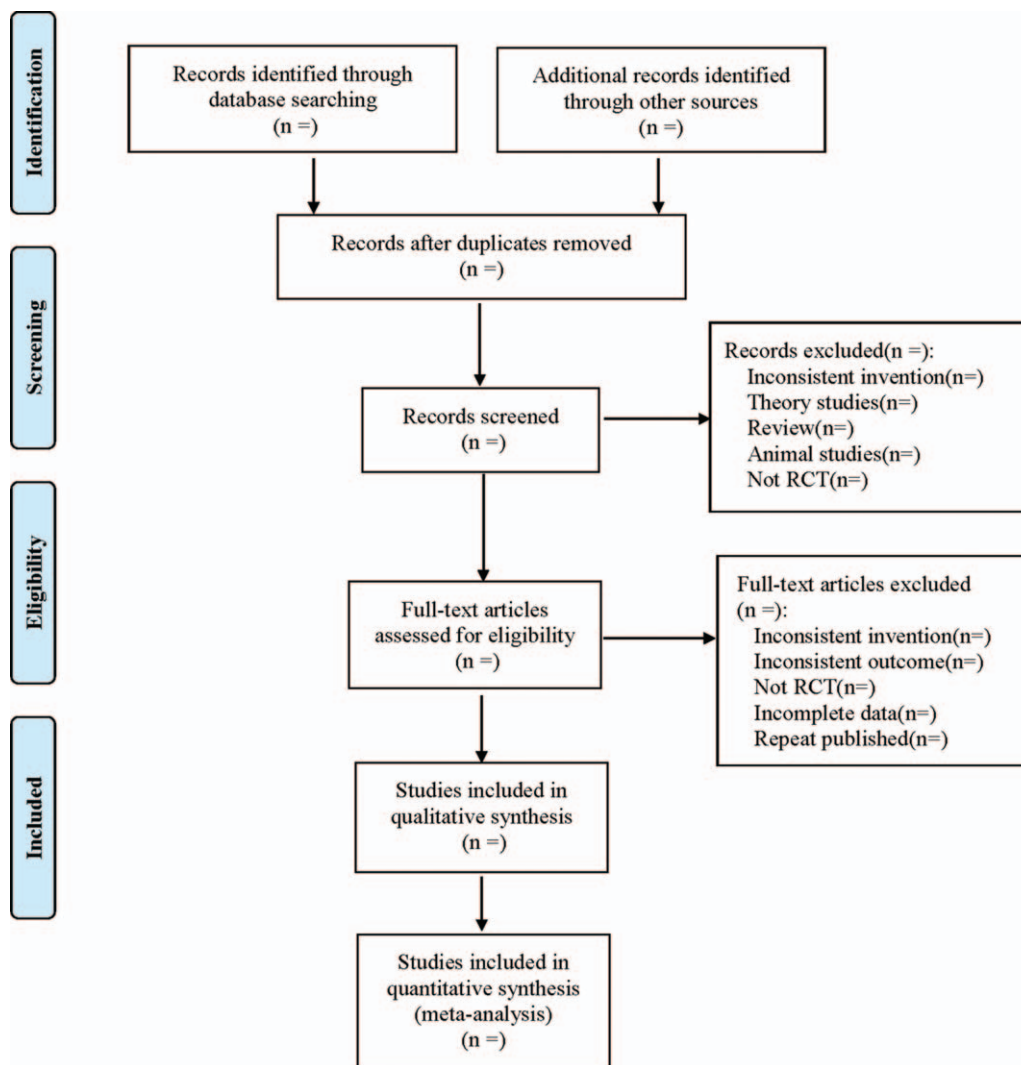 Identification
Records identified through
database searching
(n =)
Additional records identified
through other sources
(n =)
Records after duplicates removed
(n =)
Screening
Records screened
(n =)
Records excluded(n =):
Inconsistent invention(n=)
Theory studies(n=)
Review(n=)
Animal studies(n=)
Not RCT(n=)
Eligibility
Full-text articles
assessed for eligibility
(n =)
Full-text articles excluded
(n =):
Inconsistent invention(n=)
Inconsistent outcome(n=)
Not RCT(n=)
Incomplete data(n=)
Repeat published(n=)
Included
Studies included in
qualitative synthesis
(n =)
Studies included in
quantitative synthesis
(meta-analysis)
(n =)